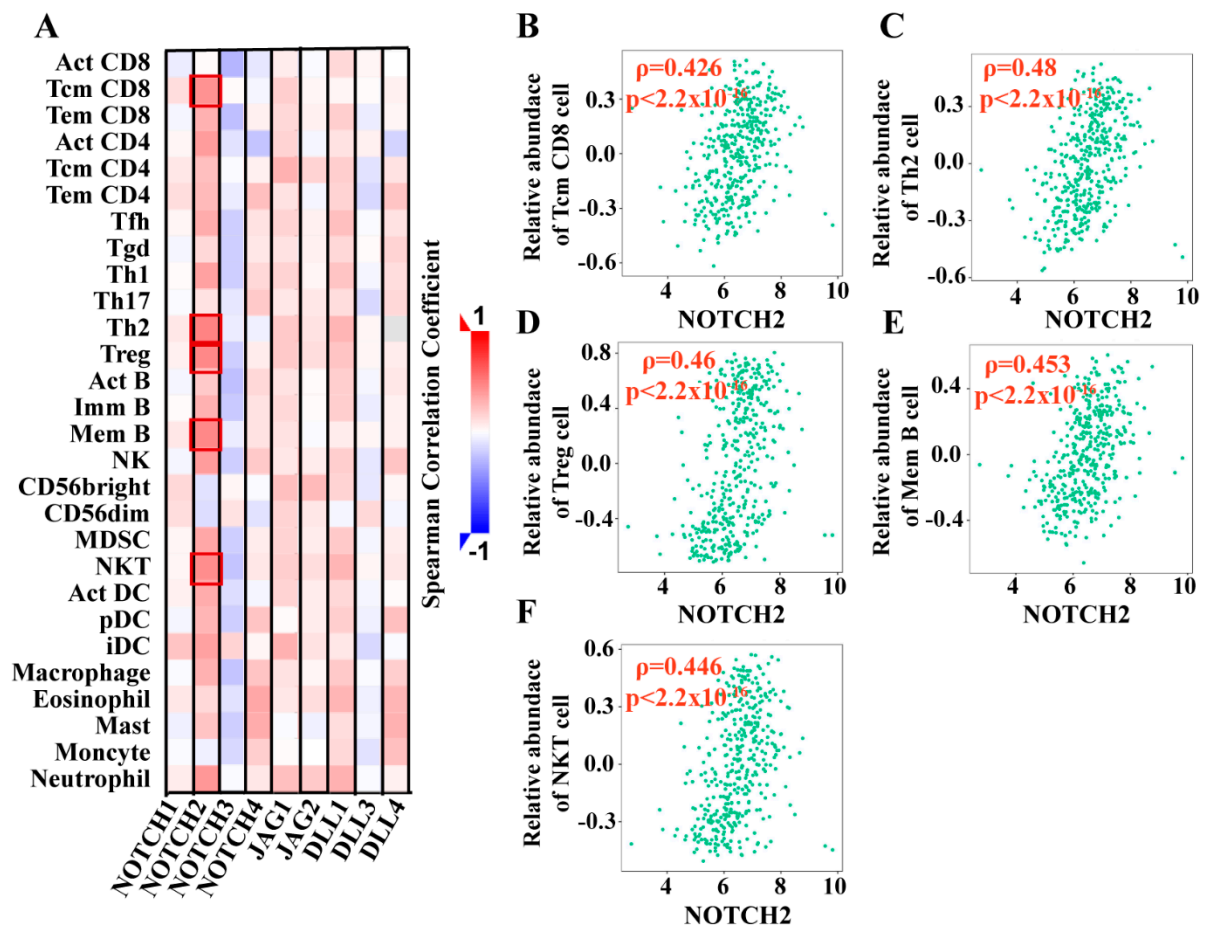 A
Act CD8
Tcm CD8
Tem CD8
Act CD4
Tcm CD4
Tem CD4
Tfh
Tgd
Th1
Th17
Th2
Treg
Act B
Imm B
Mem B
NK
CD56bright
CD56dim
MDSC
NKT
Act DC
pDC
iDC
Macrophage
Eosinophil
Mast
Moncyte
Neutrophil
NOTCH1
NOTCH2
NOTCH3
NOTCH4
JAG1
JAG2
DLL1
DLL3
DLL4
1
-1
Spearman Correlation Coefficient
B
ρ=0.426
p<2.2x10⁻¹⁶
Relative abundace
of Tcm CD8 cell
0.3
0.0
-0.3
-0.6
4 6 8 10
NOTCH2
C
ρ=0.48
p<2.2x10⁻¹⁶
Relative abundace
of Th2 cell
0.3
0.0
-0.3
-0.6
4 6 8 10
NOTCH2
D
ρ=0.46
p<2.2x10⁻¹⁶
Relative abundace
of Treg cell
0.8
0.4
0.0
-0.4
4 6 8 10
NOTCH2
E
ρ=0.453
p<2.2x10⁻¹⁶
Relative abundace
of Mem B cell
0.4
0.0
-0.4
4 6 8 10
NOTCH2
F
ρ=0.446
p<2.2x10⁻¹⁶
Relative abundace
of NKT cell
0.6
0.3
0.0
-0.3
4 6 8 10
NOTCH2